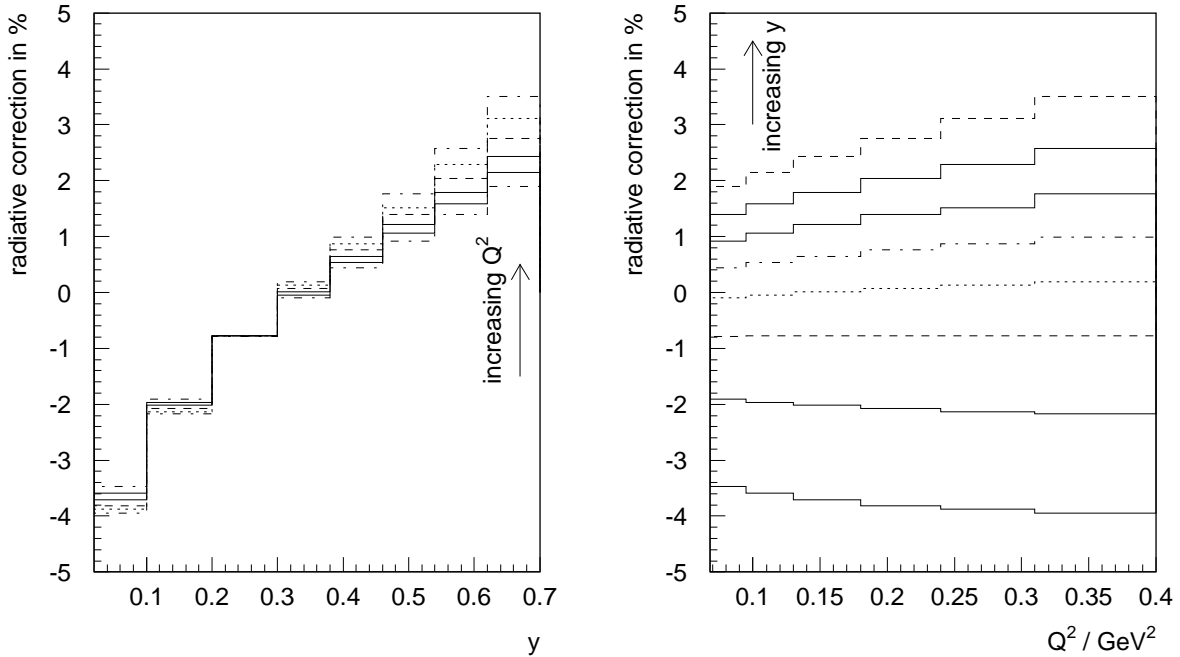 radiative correction in %
5
4
3
2
1
0
-1
-2
-3
-4
-5
0.1 0.2 0.3 0.4 0.5 0.6 0.7
y
increasing Q²
radiative correction in %
5
4
3
2
1
0
-1
-2
-3
-4
-5
0.1 0.15 0.2 0.25 0.3 0.35 0.4
Q² / GeV²
increasing y